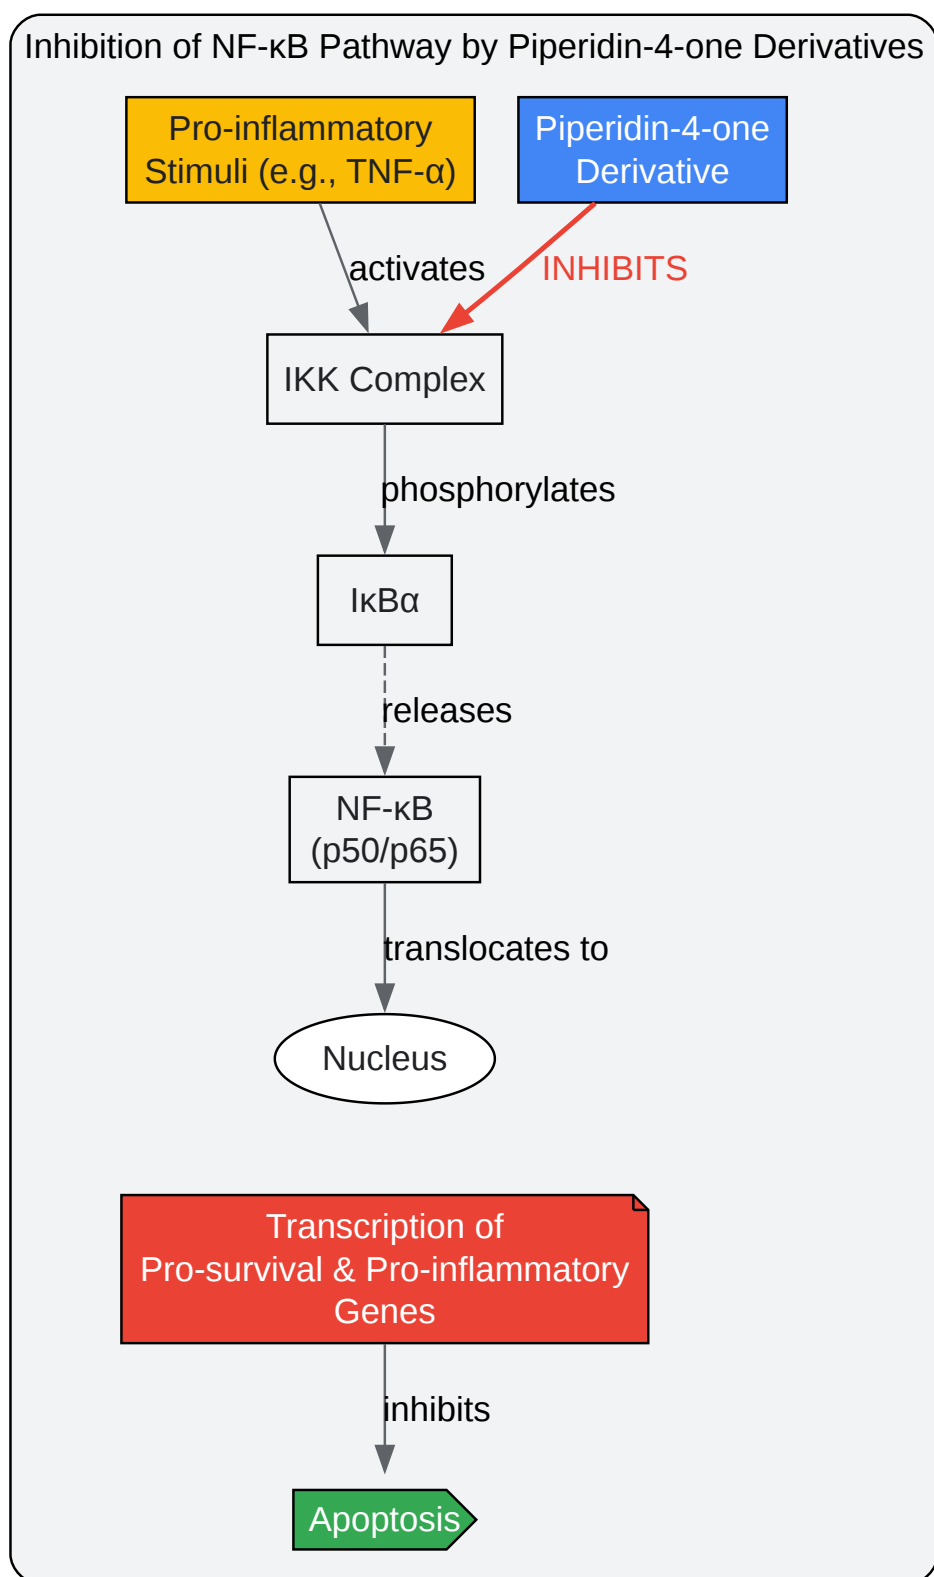 Inhibition of NF-κB Pathway by Piperidin-4-one Derivatives
Pro-inflammatory
Stimuli (e.g., TNF-α)
Piperidin-4-one
Derivative
activates
INHIBITS
IKK Complex
phosphorylates
IκBα
releases
NF-κB
(p50/p65)
translocates to
Nucleus
Transcription of
Pro-survival & Pro-inflammatory
Genes
inhibits
Apoptosis